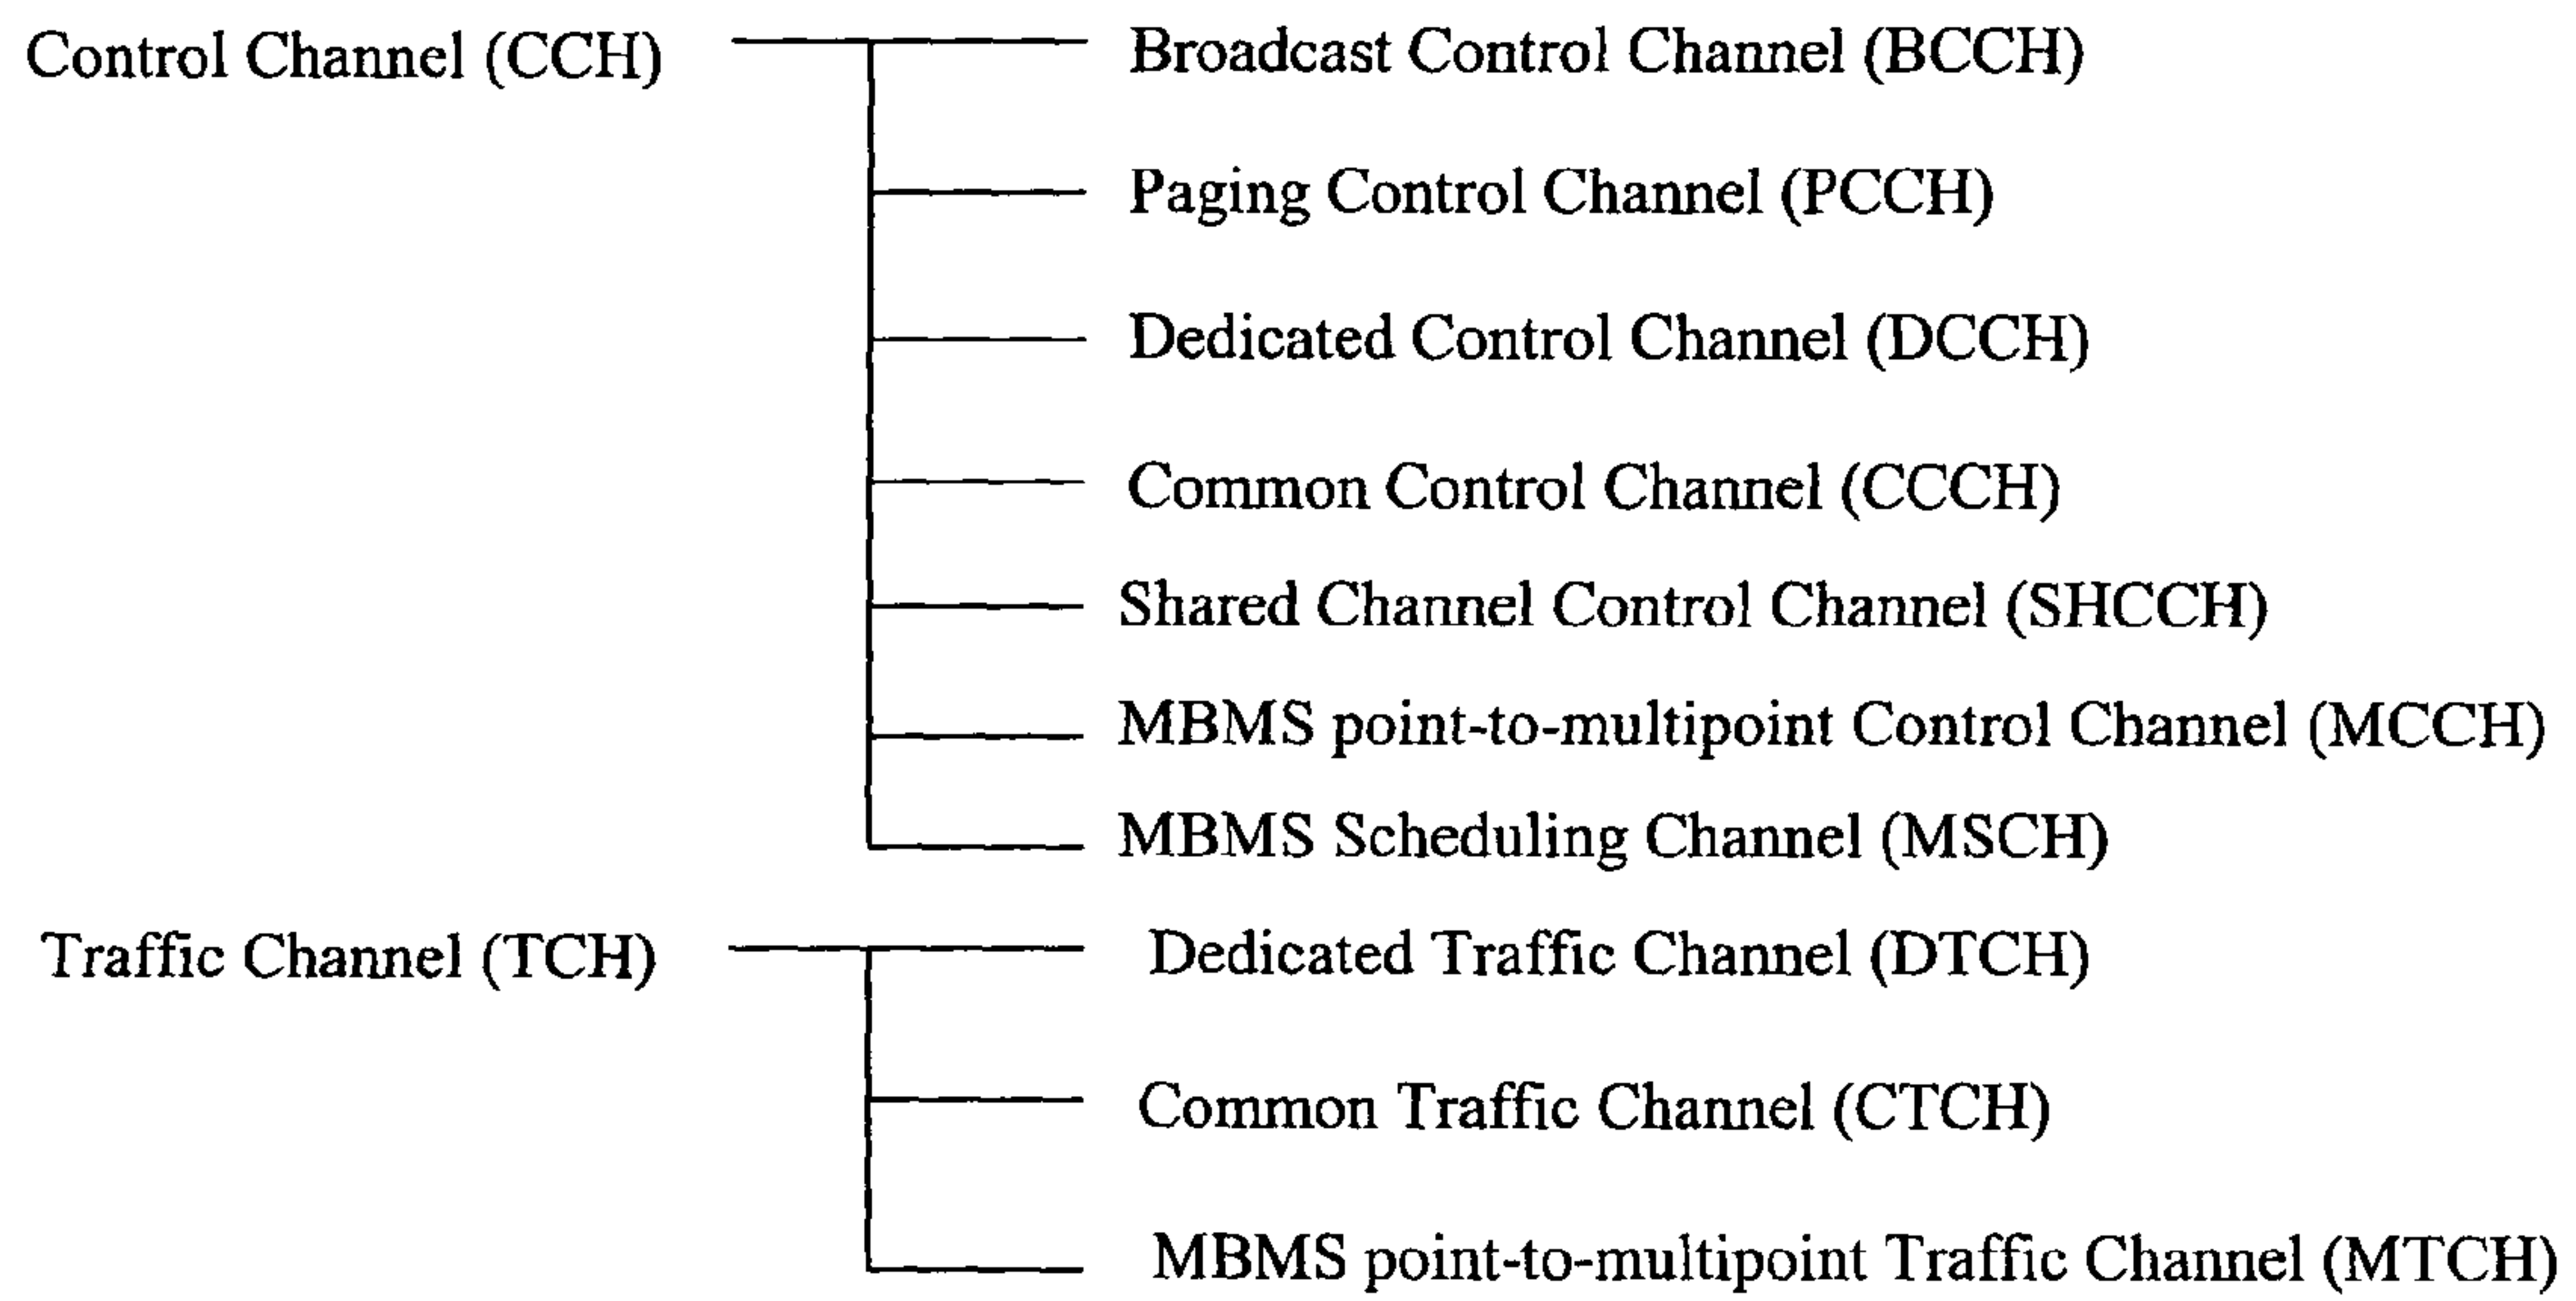 Control Channel (CCH)
Broadcast Control Channel (BCCH)
Paging Control Channel (PCCH)
Dedicated Control Channel (DCCH)
Common Control Channel (CCCH)
Shared Channel Control Channel (SHCCH)
MBMS point-to-multipoint Control Channel (MCCH)
MBMS Scheduling Channel (MSCH)
Traffic Channel (TCH)
Dedicated Traffic Channel (DTCH)
Common Traffic Channel (CTCH)
MBMS point-to-multipoint Traffic Channel (MTCH)